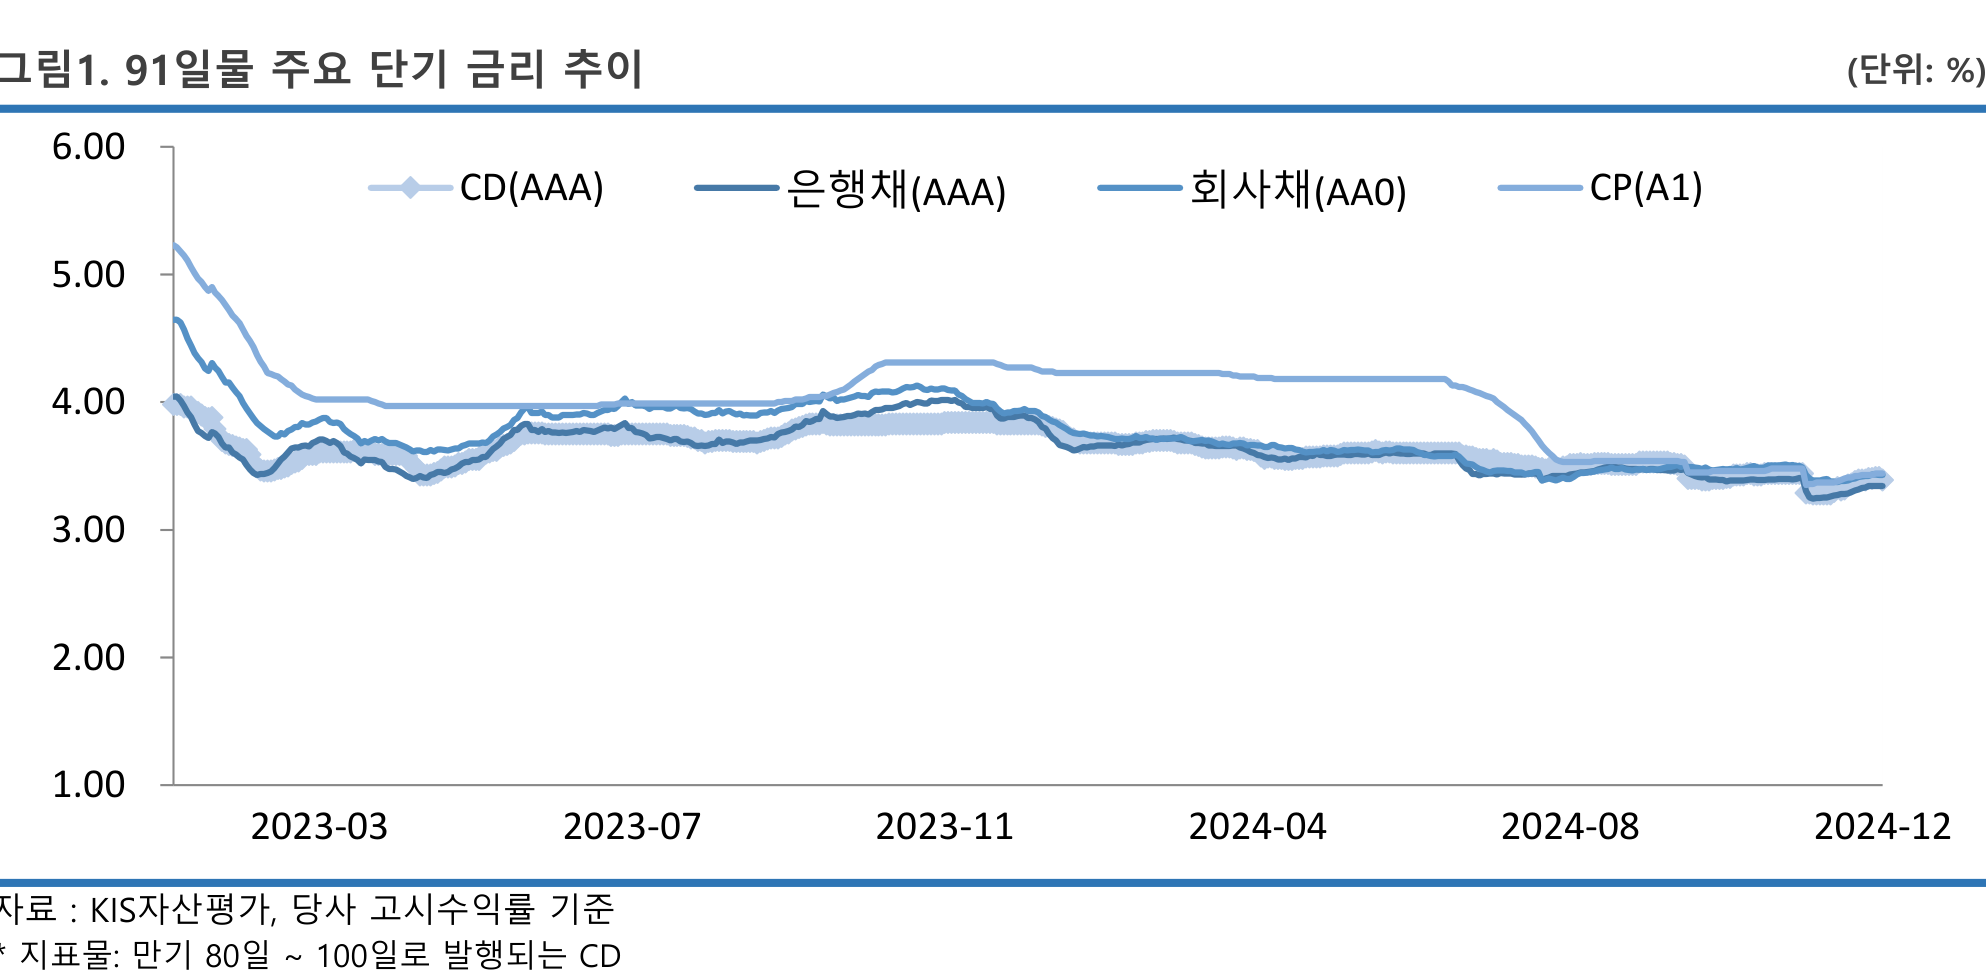 그림1. 91일물 주요 단기 금리 추이 (단위: %)
6.00
CD(AAA) 은행채(AAA) 회사채(AA0) CP(A1)
5.00
4.00
3.00
2.00
1.00
2023-03 2023-07 2023-11 2024-04 2024-08 2024-12
자료 : KIS자산평가, 당사 고시수익률 기준
* 지표물: 만기 80일 ~ 100일로 발행되는 CD